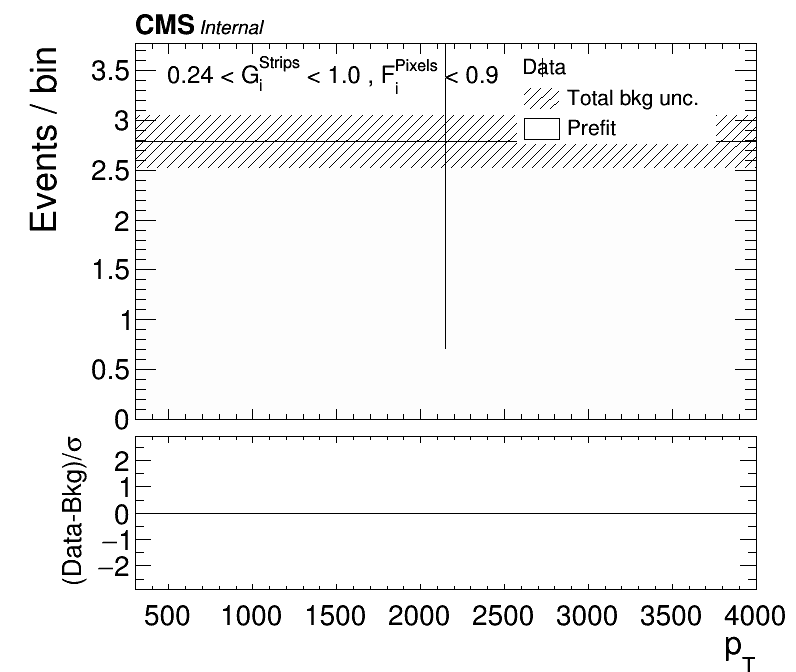 CMS Internal
Events / bin
0.24 < G_i^Strips < 1.0 , F_i^Pixels < 0.9
Data
Total bkg unc.
Prefit
3.5
3
2.5
2
1.5
1
0.5
0
(Data-Bkg)/σ
2
1
0
−1
−2
500 1000 1500 2000 2500 3000 3500 4000
p_T